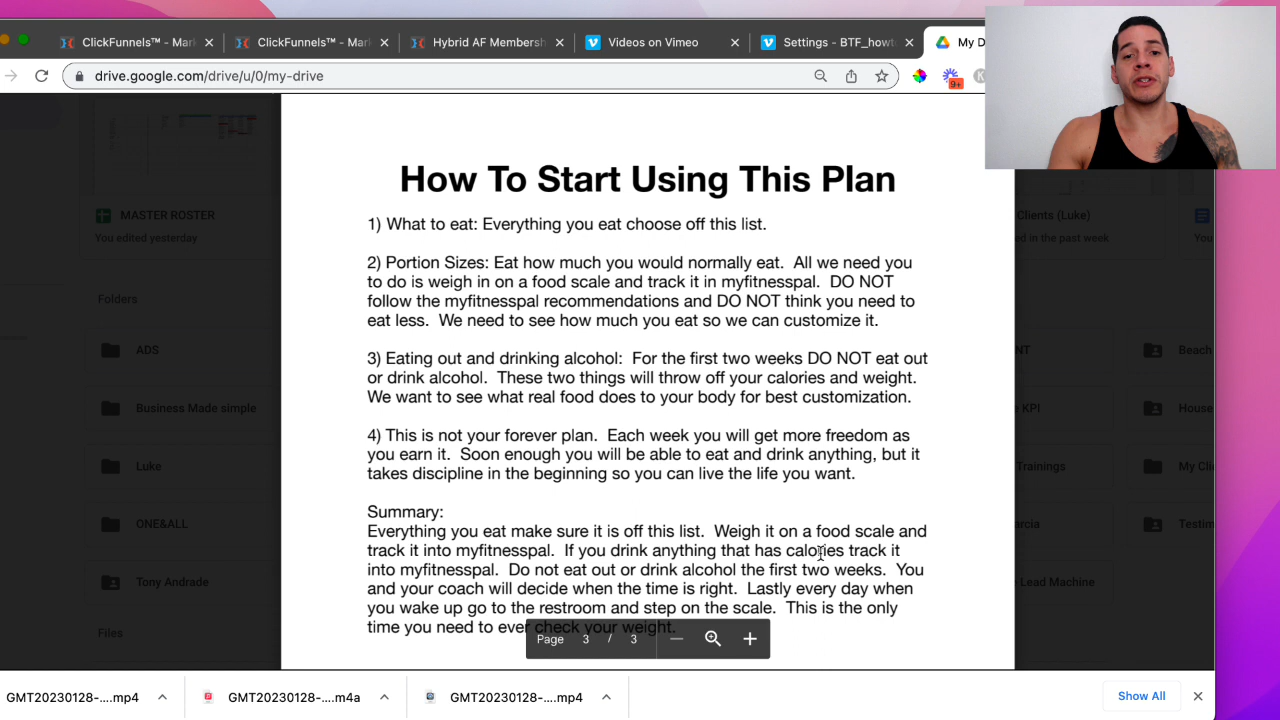 ClickFunnels™ - Mark
ClickFunnels™ - Mark
Hybrid AF Membersh
Videos on Vimeo
Settings - BTF_howt
My D
drive.google.com/drive/u/0/my-drive
9+
MASTER ROSTER
You edited yesterday
Clients (Luke)
ed in the past week
You
Folders
ADS
NT
Beach
Business Made simple
KPI
House
Luke
Trainings
My Cli
ONE&ALL
arcia
Testim
Tony Andrade
e Lead Machine
Files
How To Start Using This Plan
1) What to eat: Everything you eat choose off this list.
2) Portion Sizes: Eat how much you would normally eat. All we need you
to do is weigh in on a food scale and track it in myfitnesspal. DO NOT
follow the myfitnesspal recommendations and DO NOT think you need to
eat less. We need to see how much you eat so we can customize it.
3) Eating out and drinking alcohol: For the first two weeks DO NOT eat out
or drink alcohol. These two things will throw off your calories and weight.
We want to see what real food does to your body for best customization.
4) This is not your forever plan. Each week you will get more freedom as
you earn it. Soon enough you will be able to eat and drink anything, but it
takes discipline in the beginning so you can live the life you want.
Summary:
Everything you eat make sure it is off this list. Weigh it on a food scale and
track it into myfitnesspal. If you drink anything that has calories track it
into myfitnesspal. Do not eat out or drink alcohol the first two weeks. You
and your coach will decide when the time is right. Lastly every day when
you wake up go to the restroom and step on the scale. This is the only
time you need to ever check your weight.
Page 3 / 3
GMT20230128-....mp4
GMT20230128-....m4a
GMT20230128-....mp4
Show All